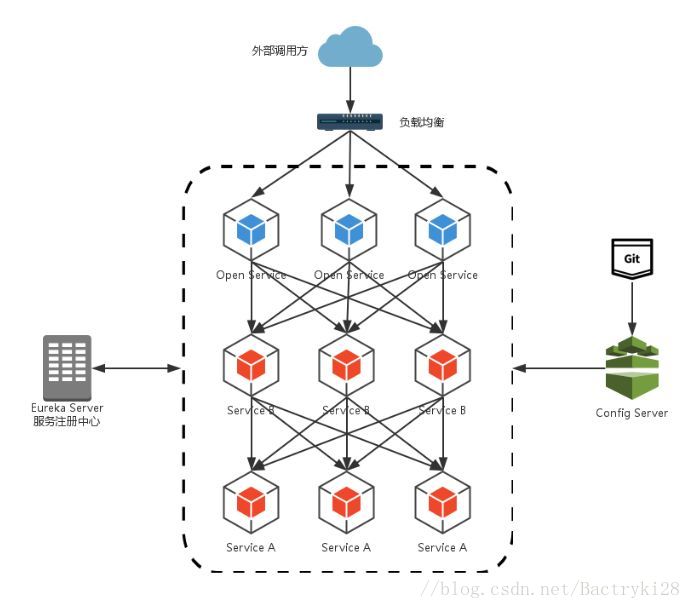 外部调用方
负载均衡
Open Service
Open Service
Open Service
Git
Eureka Server
服务注册中心
Service B
Service B
Service B
Config Server
Service A
Service A
Service A
//blog.csdn.net/Bactryki28